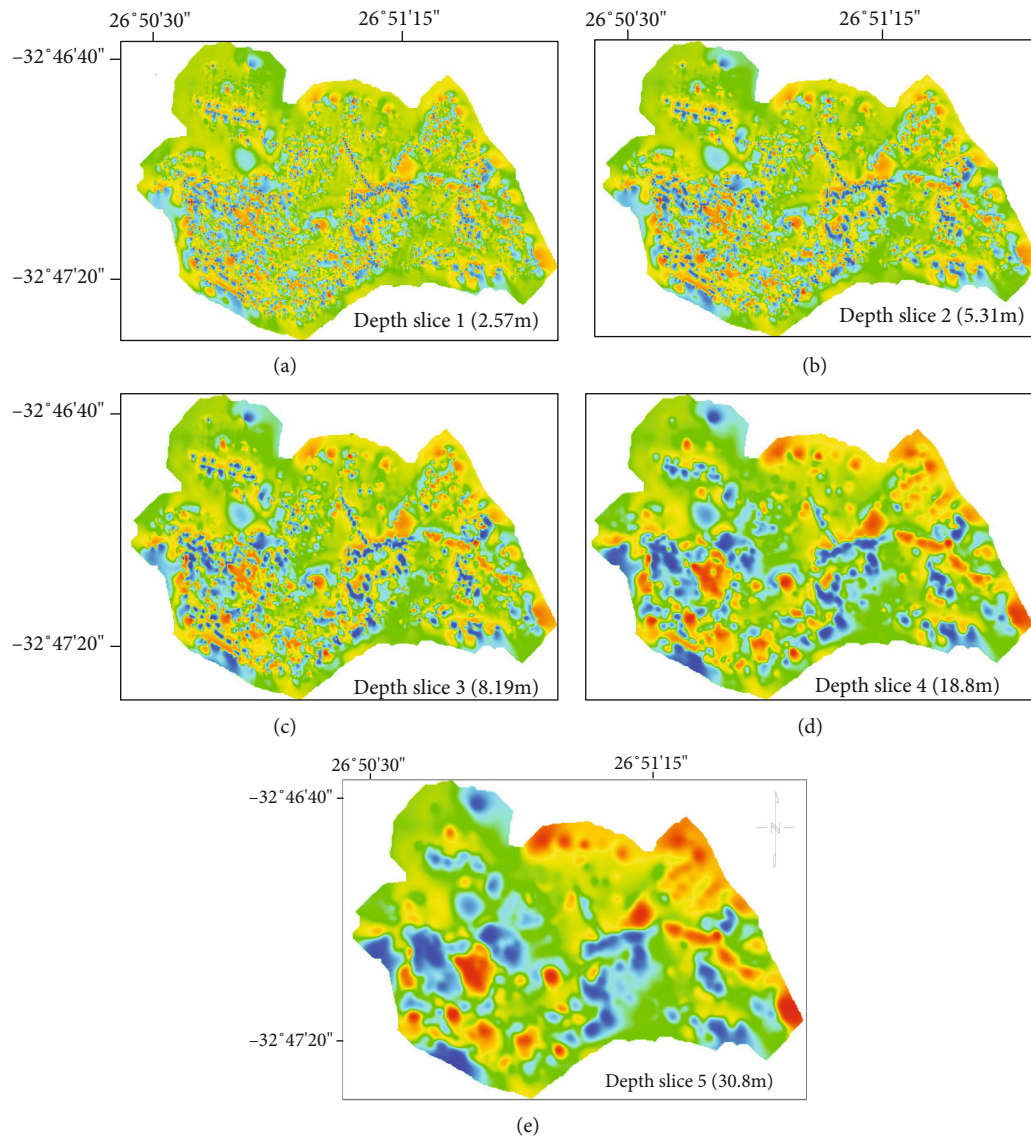 26˚50'30" 26˚51'15" 26˚50'30" 26˚51'15"
−32˚46'40"
−32˚47'20"
Depth slice 1 (2.57m) Depth slice 2 (5.31m)
(a) (b)
−32˚46'40"
−32˚47'20"
Depth slice 3 (8.19m) Depth slice 4 (18.8m)
(c) (d)
26˚50'30" 26˚51'15"
−32˚46'40"
N
−32˚47'20"
Depth slice 5 (30.8m)
(e)